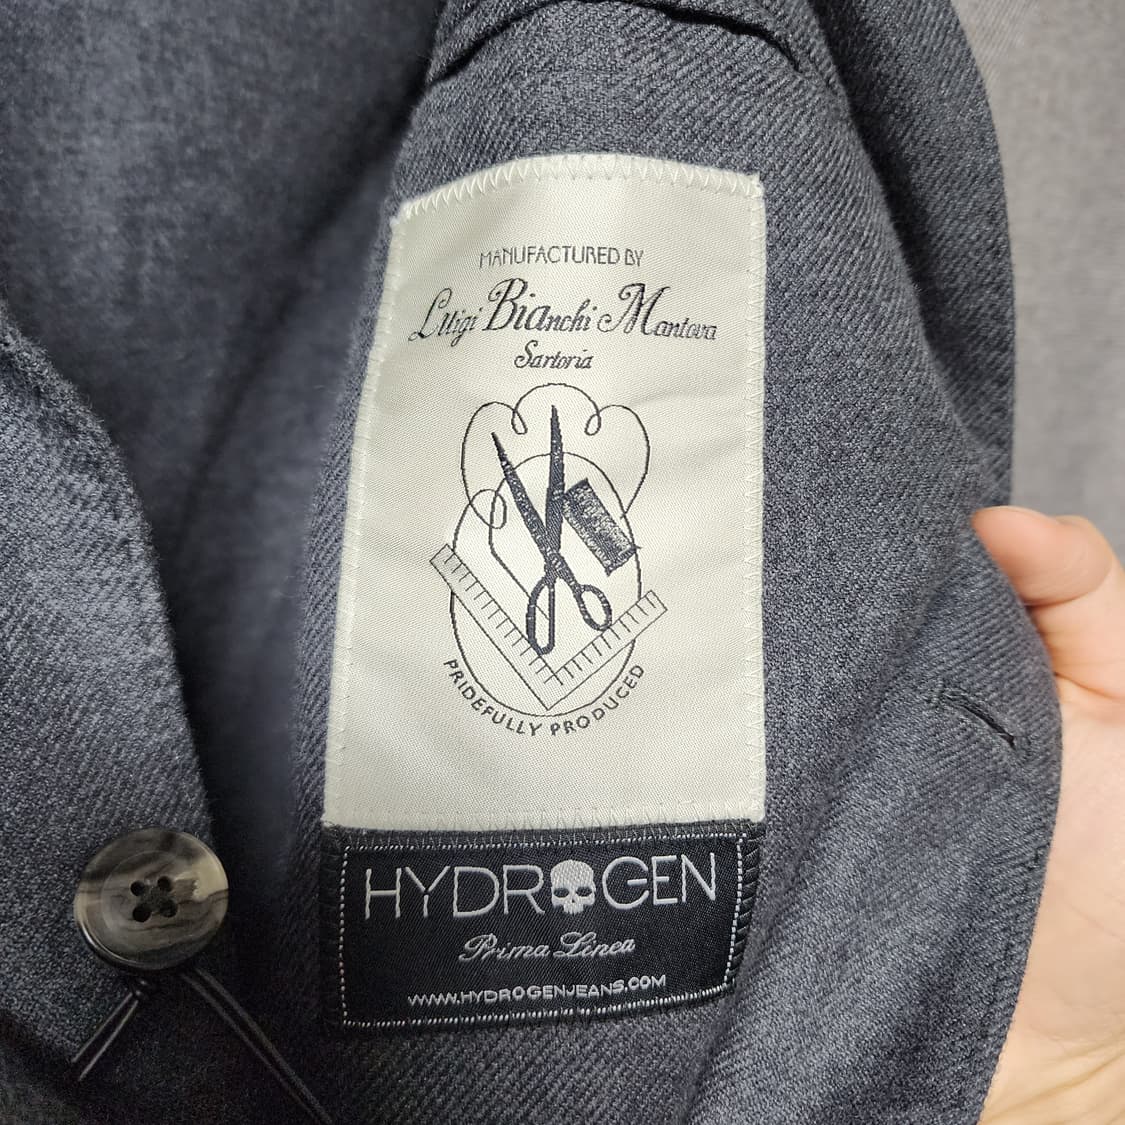 MANUFACTURED BY
Luigi Bianchi Mantova
Sartoria
PRIDEFULLY PRODUCED
HYDROGEN
Prima Linea
WWW.HYDROGENJEANS.COM